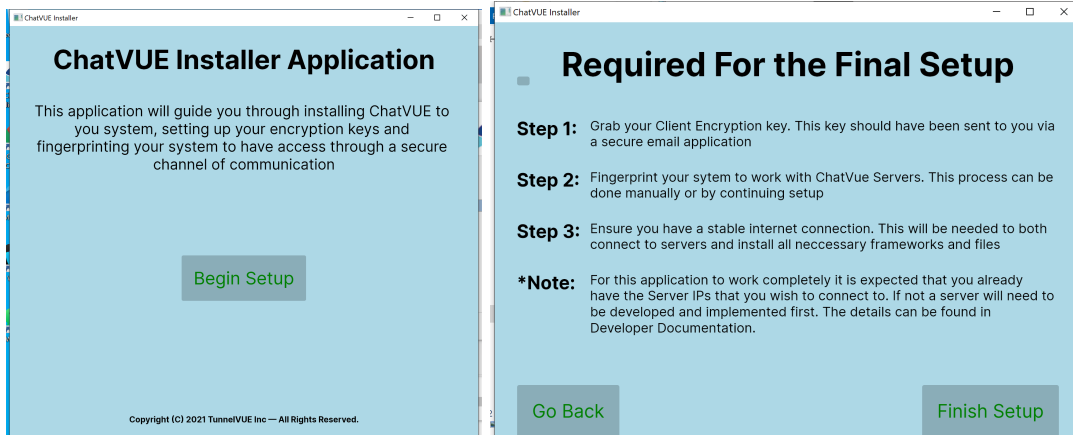 ChatVUE Installer
ChatVUE Installer Application
This application will guide you through installing ChatVUE to
you system, setting up your encryption keys and
fingerprinting your system to have access through a secure
channel of communication
Begin Setup
Copyright (C) 2021 TunnelVUE Inc — All Rights Reserved.
ChatVUE Installer
Required For the Final Setup
Step 1:
Grab your Client Encryption key. This key should have been sent to you via
a secure email application
Step 2:
Fingerprint your sytem to work with ChatVue Servers. This process can be
done manually or by continuing setup
Step 3:
Ensure you have a stable internet connection. This will be needed to both
connect to servers and install all neccessary frameworks and files
*Note:
For this application to work completely it is expected that you already
have the Server IPs that you wish to connect to. If not a server will need to
be developed and implemented first. The details can be found in
Developer Documentation.
Go Back
Finish Setup